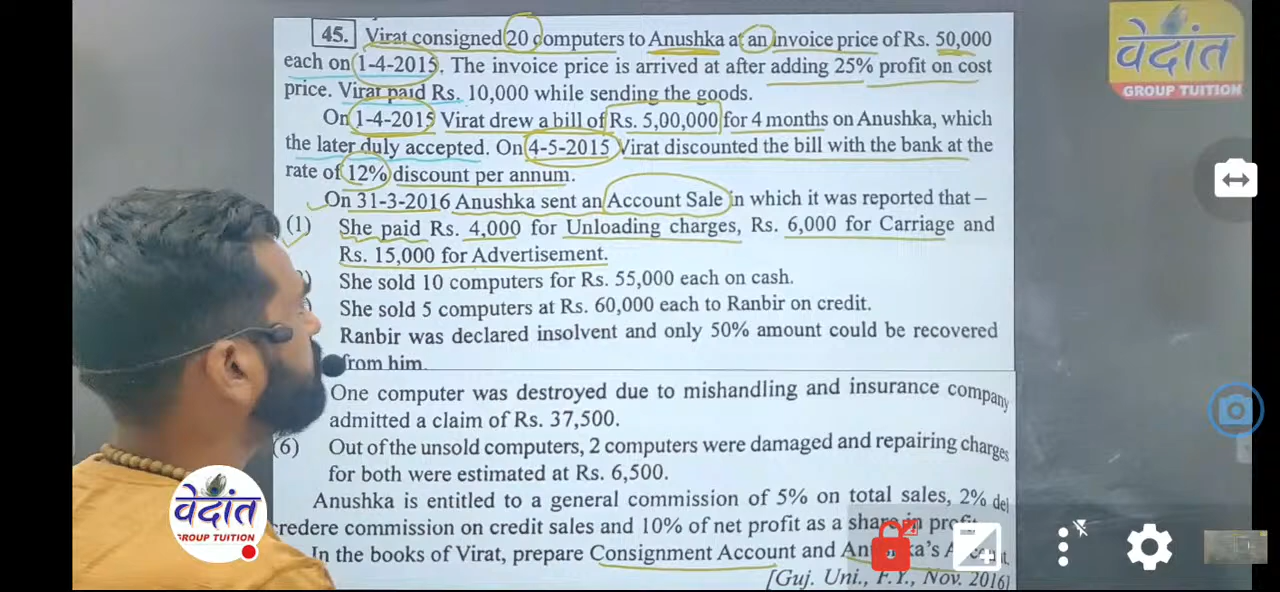 45. Virat consigned 20 computers to Anushka at an invoice price of Rs. 50,000
each on 1-4-2015. The invoice price is arrived at after adding 25% profit on cost
price. Virat paid Rs. 10,000 while sending the goods.
On 1-4-2015 Virat drew a bill of Rs. 5,00,000 for 4 months on Anushka, which
the later duly accepted. On 4-5-2015 Virat discounted the bill with the bank at the
rate of 12% discount per annum.
On 31-3-2016 Anushka sent an Account Sale in which it was reported that –
(1) She paid Rs. 4,000 for Unloading charges, Rs. 6,000 for Carriage and
Rs. 15,000 for Advertisement.
She sold 10 computers for Rs. 55,000 each on cash.
She sold 5 computers at Rs. 60,000 each to Ranbir on credit.
Ranbir was declared insolvent and only 50% amount could be recovered
from him.
One computer was destroyed due to mishandling and insurance company
admitted a claim of Rs. 37,500.
(6) Out of the unsold computers, 2 computers were damaged and repairing charges
for both were estimated at Rs. 6,500.
Anushka is entitled to a general commission of 5% on total sales, 2% del
credere commission on credit sales and 10% of net profit as a share in
In the books of Virat, prepare Consignment Account and
[Guj. Uni., F.Y., Nov. 2016]
वेदांत
GROUP TUITION
वेदांत
GROUP TUITION